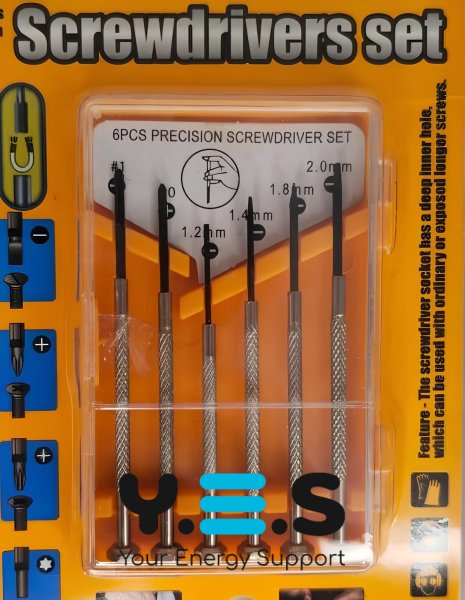 Screwdrivers set
6PCS PRECISION SCREWDRIVER SET
#1
2.0mm
1.8mm
1.4mm
1.2mm
0
Feature - The screwdriver socket has a deep inner hole,
which can be used with ordinary or exposed longer screws.
Y.E.S
Your Energy Support